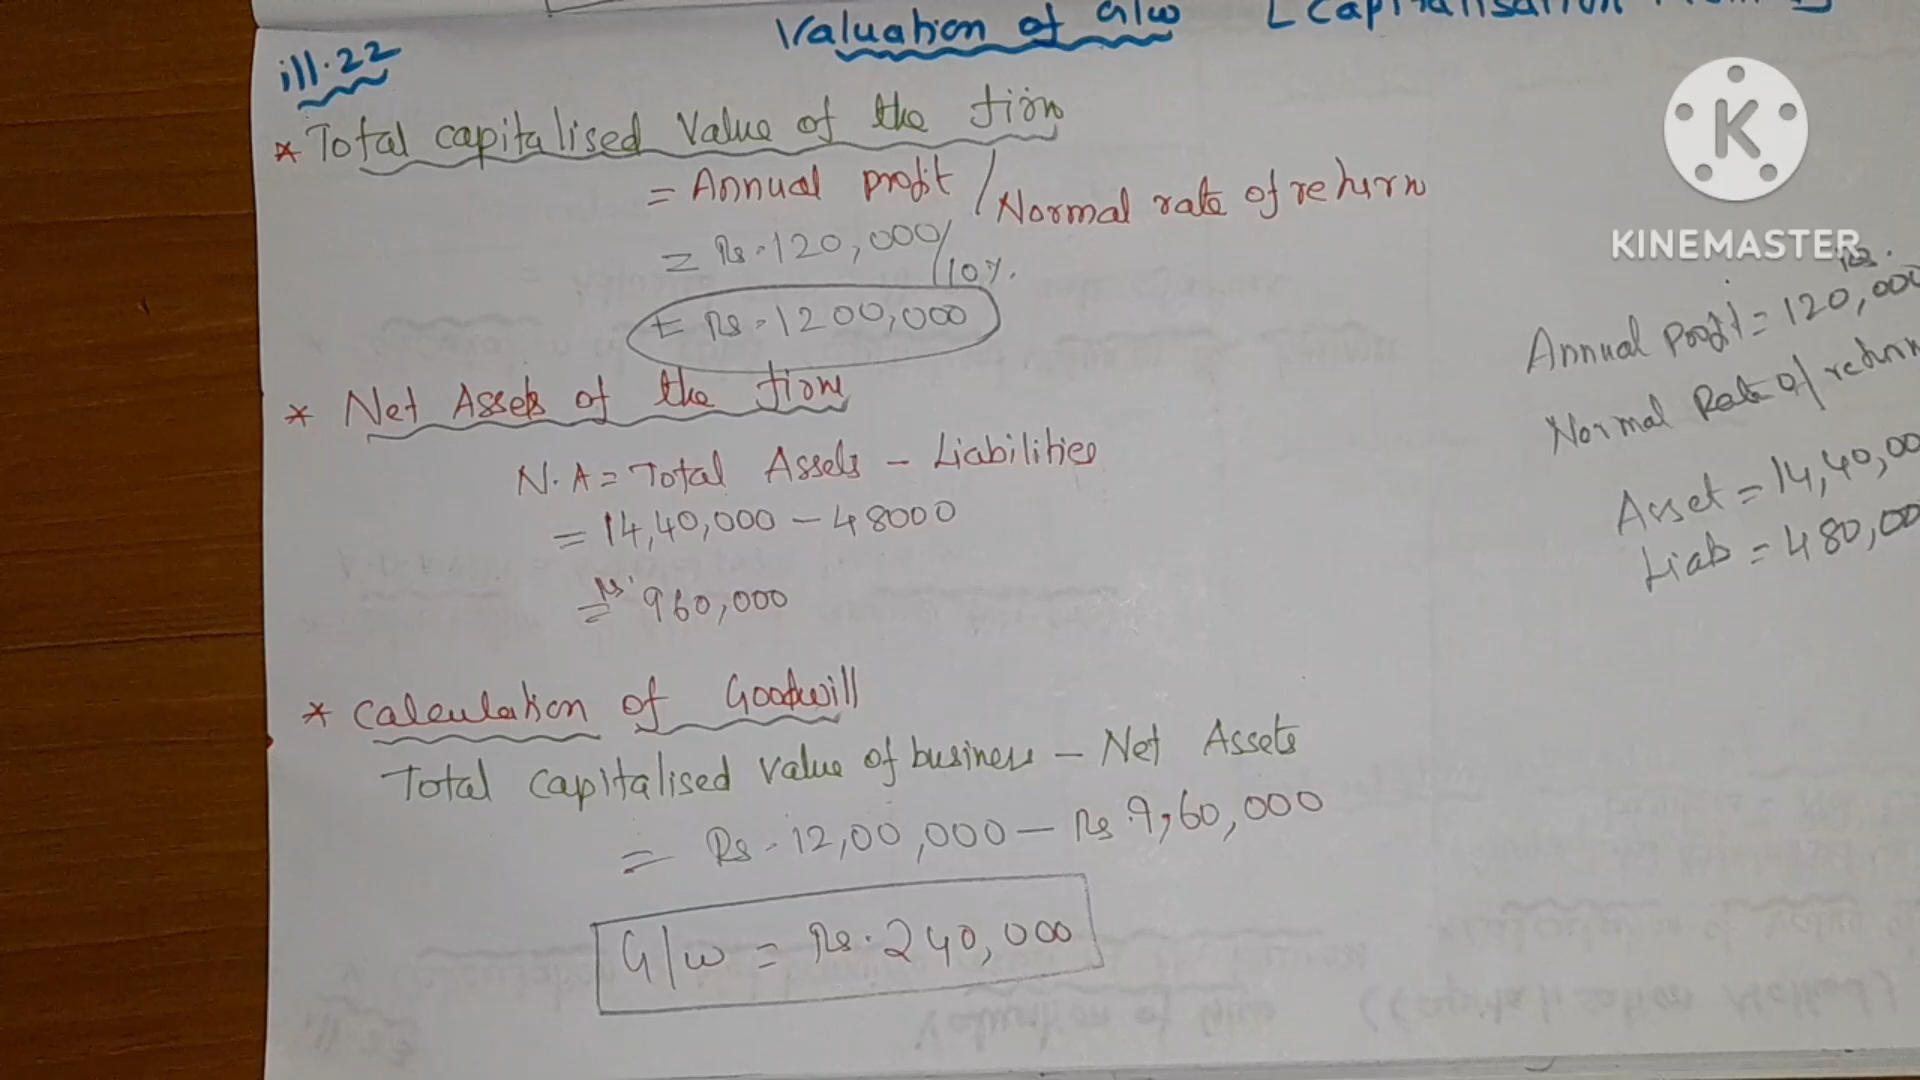 Valuation of G/w [Capitalisation
ill.22
* Total capitalised Value of the firm
= Annual profit / Normal rate of return
= Rs.120,000/10%.
= Rs.1200,000
* Net Assets of the firm
N.A = Total Assets - Liabilities
= 14,40,000 - 48000
= Rs. 960,000
* Calculation of Goodwill
Total capitalised value of business - Net Assets
= Rs. 12,00,000 - Rs 9,60,000
G/w = Rs. 240,000
K
KINEMASTER
Rs.
Annual profit = 120,000
Normal Rate of return
Asset = 14,40,00
Liab = 480,00